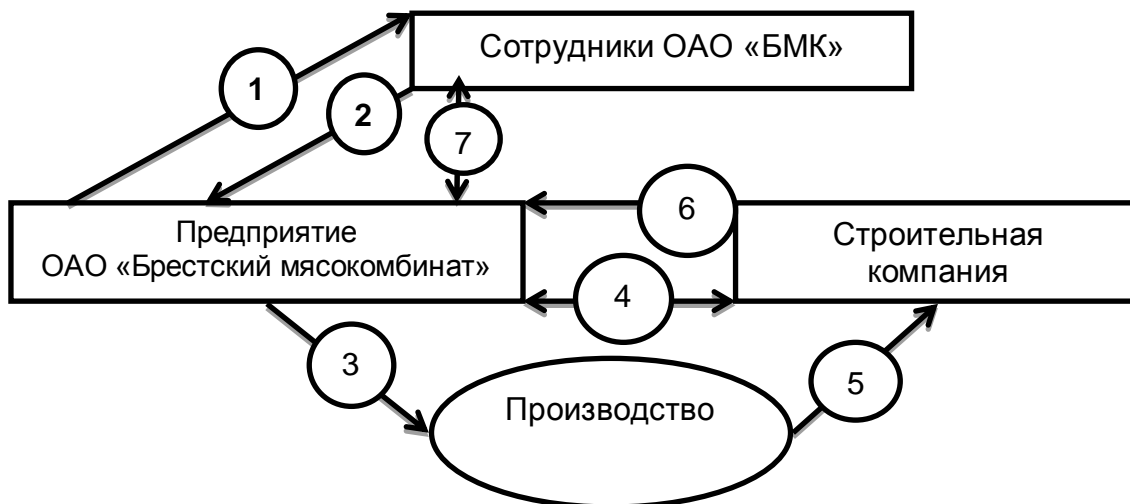 Сотрудники ОАО «БМК»
1
2
7
Предприятие
ОАО «Брестский мясокомбинат»
6
Строительная
компания
4
3
Производство
5